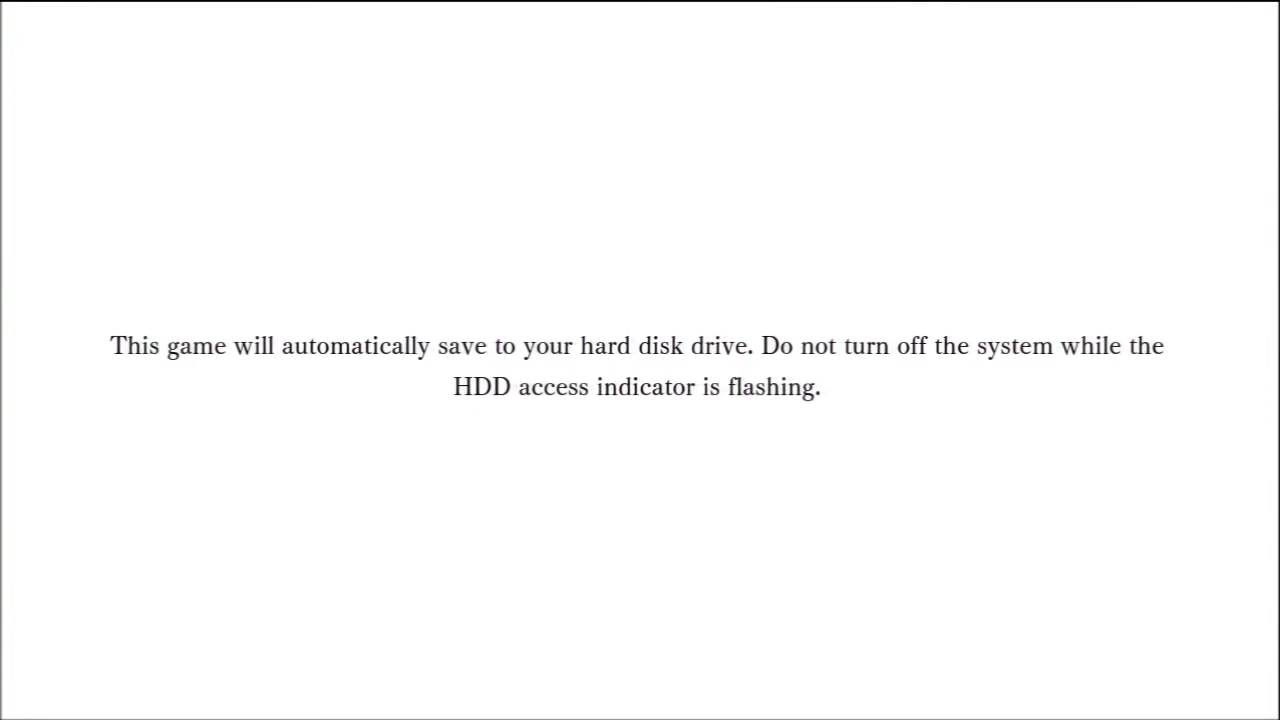 This game will automatically save to your hard disk drive. Do not turn off the system while the
HDD access indicator is flashing.